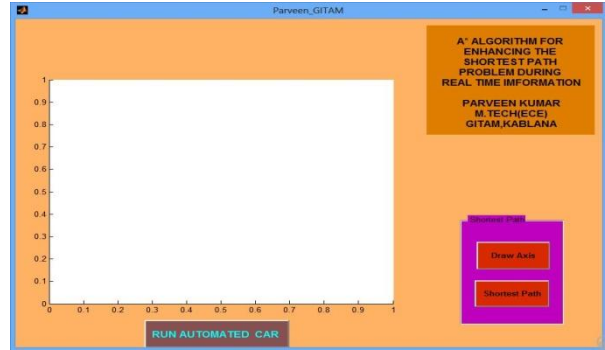 Parveen_GITAM
A* ALGORITHM FOR
ENHANCING THE
SHORTEST PATH
PROBLEM DURING
REAL TIME IMFORMATION
PARVEEN KUMAR
M.TECH(ECE)
GITAM,KABLANA
1
0.9
0.8
0.7
0.6
0.5
0.4
0.3
0.2
0.1
0
0 0.1 0.2 0.3 0.4 0.5 0.6 0.7 0.8 0.9 1
Shortest Path
Draw Axis
Shortest Path
RUN AUTOMATED CAR